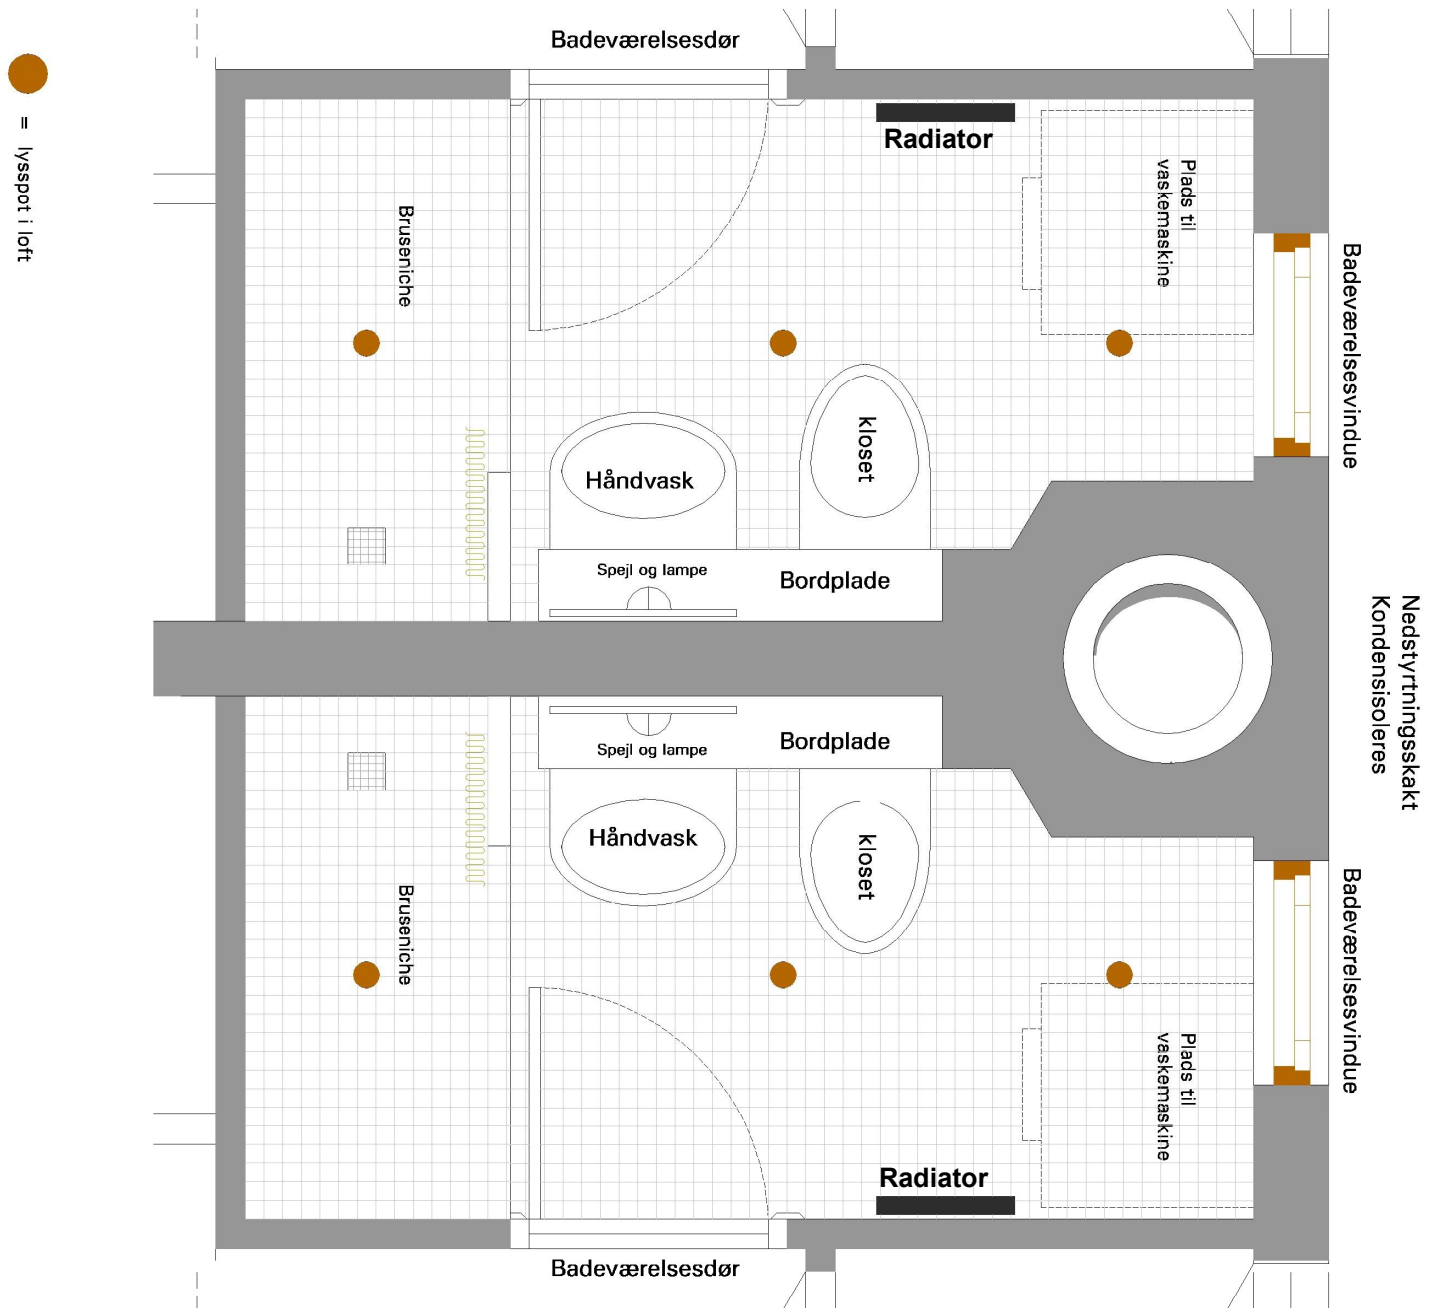 Badeværelsesdør
= lysspot i loft
Radiator
Plads til
vaskemaskine
Bruseniche
Badeværelsesvindue
kloset
Håndvask
Spejl og lampe
Bordplade
Nedstyrtningsskakt
Kondensisoleres
Bordplade
Spejl og lampe
Håndvask
kloset
Bruseniche
Badeværelsesvindue
Plads til
vaskemaskine
Radiator
Badeværelsesdør